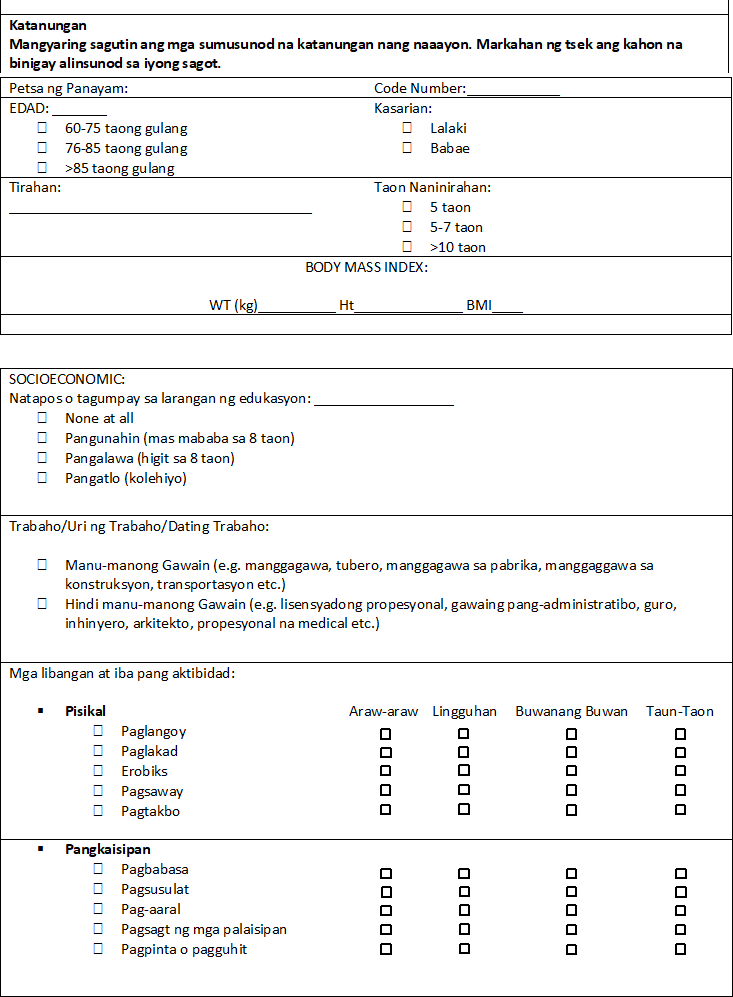 Katanungan
Mangyaring sagutin ang mga sumusunod na katanungan nang naaayon. Markahan ng tsek ang kahon na
binigay alinsunod sa iyong sagot.
Petsa ng Panayam: Code Number:____________
EDAD: _______ Kasarian:
☐ 60-75 taong gulang ☐ Lalaki
☐ 76-85 taong gulang ☐ Babae
☐ >85 taong gulang
Tirahan: Taon Naninirahan:
_______________________________________ ☐ 5 taon
☐ 5-7 taon
☐ >10 taon
BODY MASS INDEX:
WT (kg)__________ Ht______________ BMI____
SOCIOECONOMIC:
Natapos o tagumpay sa larangan ng edukasyon: __________________
☐ None at all
☐ Pangunahin (mas mababa sa 8 taon)
☐ Pangalawa (higit sa 8 taon)
☐ Pangatlo (kolehiyo)
Trabaho/Uri ng Trabaho/Dating Trabaho:
☐ Manu-manong Gawain (e.g. manggagawa, tubero, manggagawa sa pabrika, manggaggawa sa
konstruksyon, transportasyon etc.)
☐ Hindi manu-manong Gawain (e.g. lisensyadong propesyonal, gawaing pang-administratibo, guro,
inhinyero, arkitekto, propesyonal na medical etc.)
Mga libangan at iba pang aktibidad:
▪ Pisikal Araw-araw Lingguhan Buwanang Buwan Taun-Taon
☐ Paglangoy ☐ ☐ ☐ ☐
☐ Paglakad ☐ ☐ ☐ ☐
☐ Erobiks ☐ ☐ ☐ ☐
☐ Pagsaway ☐ ☐ ☐ ☐
☐ Pagtakbo ☐ ☐ ☐ ☐
▪ Pangkaisipan
☐ Pagbabasa ☐ ☐ ☐ ☐
☐ Pagsusulat ☐ ☐ ☐ ☐
☐ Pag-aaral ☐ ☐ ☐ ☐
☐ Pagsagt ng mga palaisipan ☐ ☐ ☐ ☐
☐ Pagpinta o pagguhit ☐ ☐ ☐ ☐